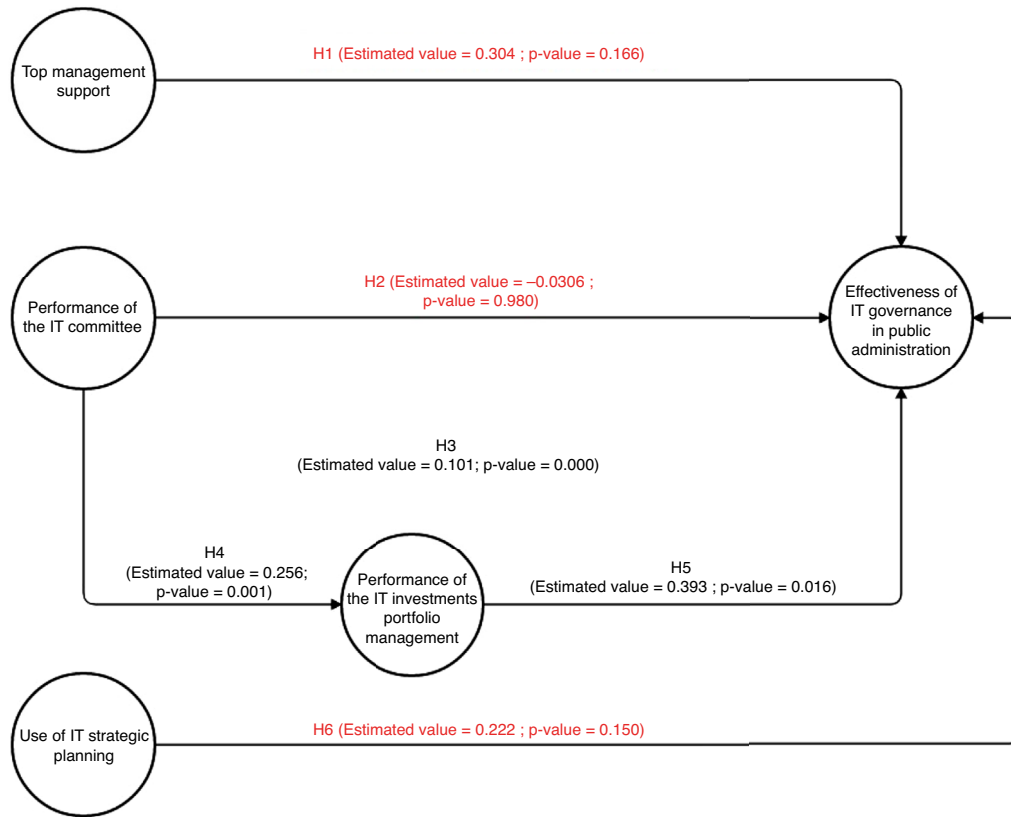 H1 (Estimated value = 0.304 ; p-value = 0.166)
Top management
support
H2 (Estimated value = –0.0306 ;
p-value = 0.980)
Performance of
the IT committee
Effectiveness of
IT governance
in public
administration
H3
(Estimated value = 0.101; p-value = 0.000)
H4
(Estimated value = 0.256;
p-value = 0.001)
Performance of
the IT investments
portfolio
management
H5
(Estimated value = 0.393 ; p-value = 0.016)
H6 (Estimated value = 0.222 ; p-value = 0.150)
Use of IT strategic
planning